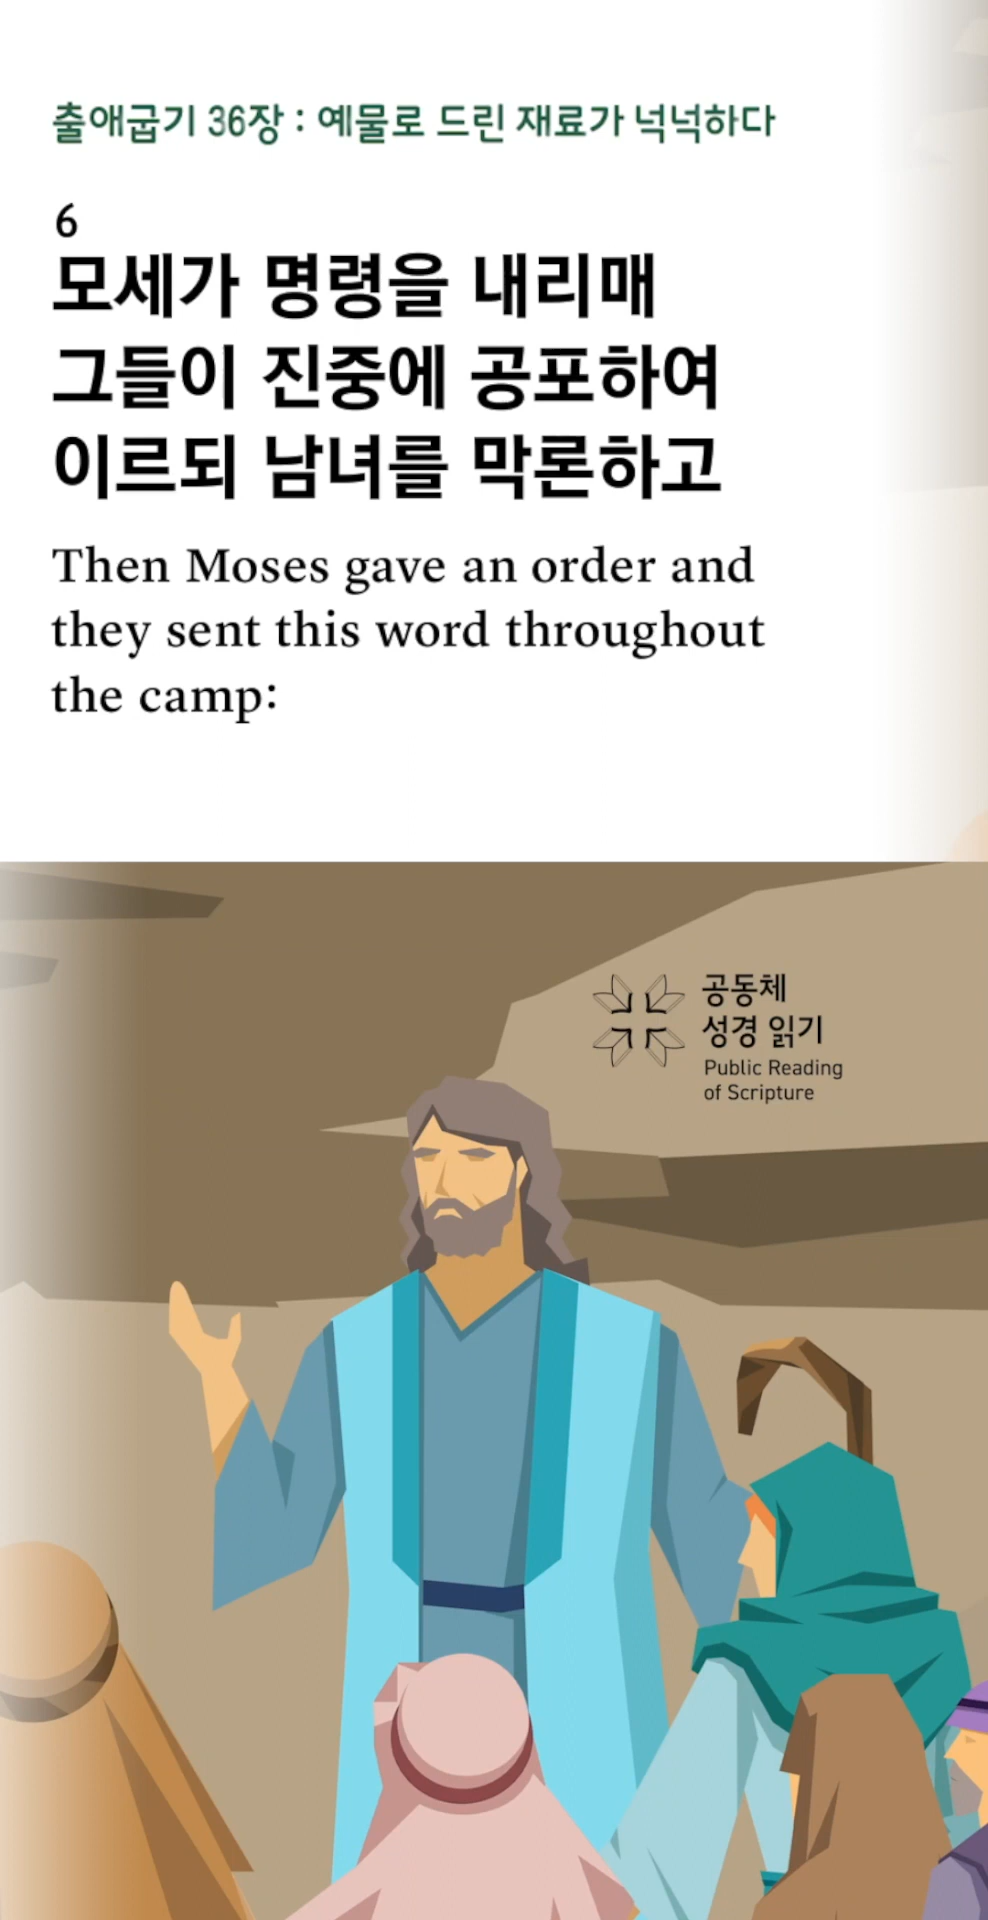 출애굽기 36장 : 예물로 드린 재료가 넉넉하다
6
모세가 명령을 내리매
그들이 진중에 공포하여
이르되 남녀를 막론하고
Then Moses gave an order and
they sent this word throughout
the camp:
공동체
성경 읽기
Public Reading
of Scripture